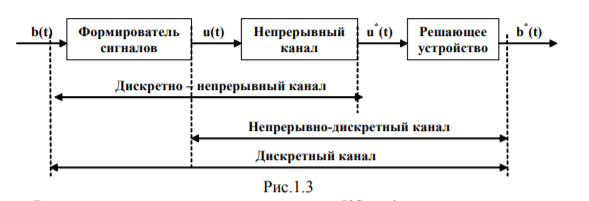 b(t)
Формирователь
сигналов
u(t)
Непрерывный
канал
u*(t)
Решающее
устройство
b*(t)
Дискретно – непрерывный канал
Непрерывно-дискретный канал
Дискретный канал
Рис.1.3